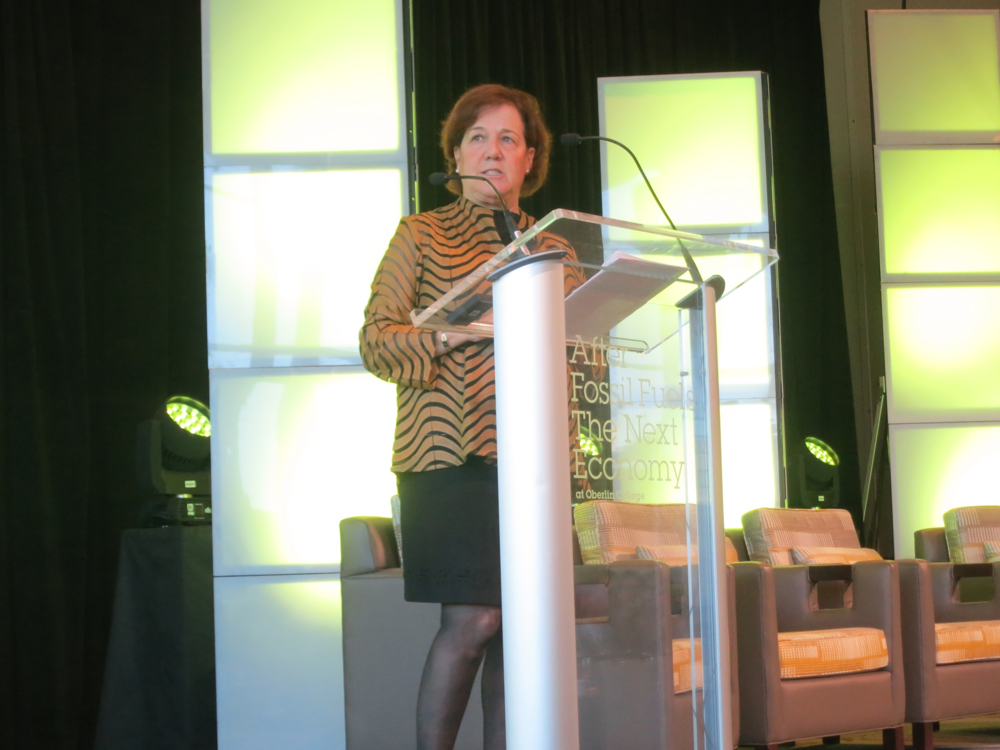 After
Fossil Fuels
The Next
Economy
at Oberlin College